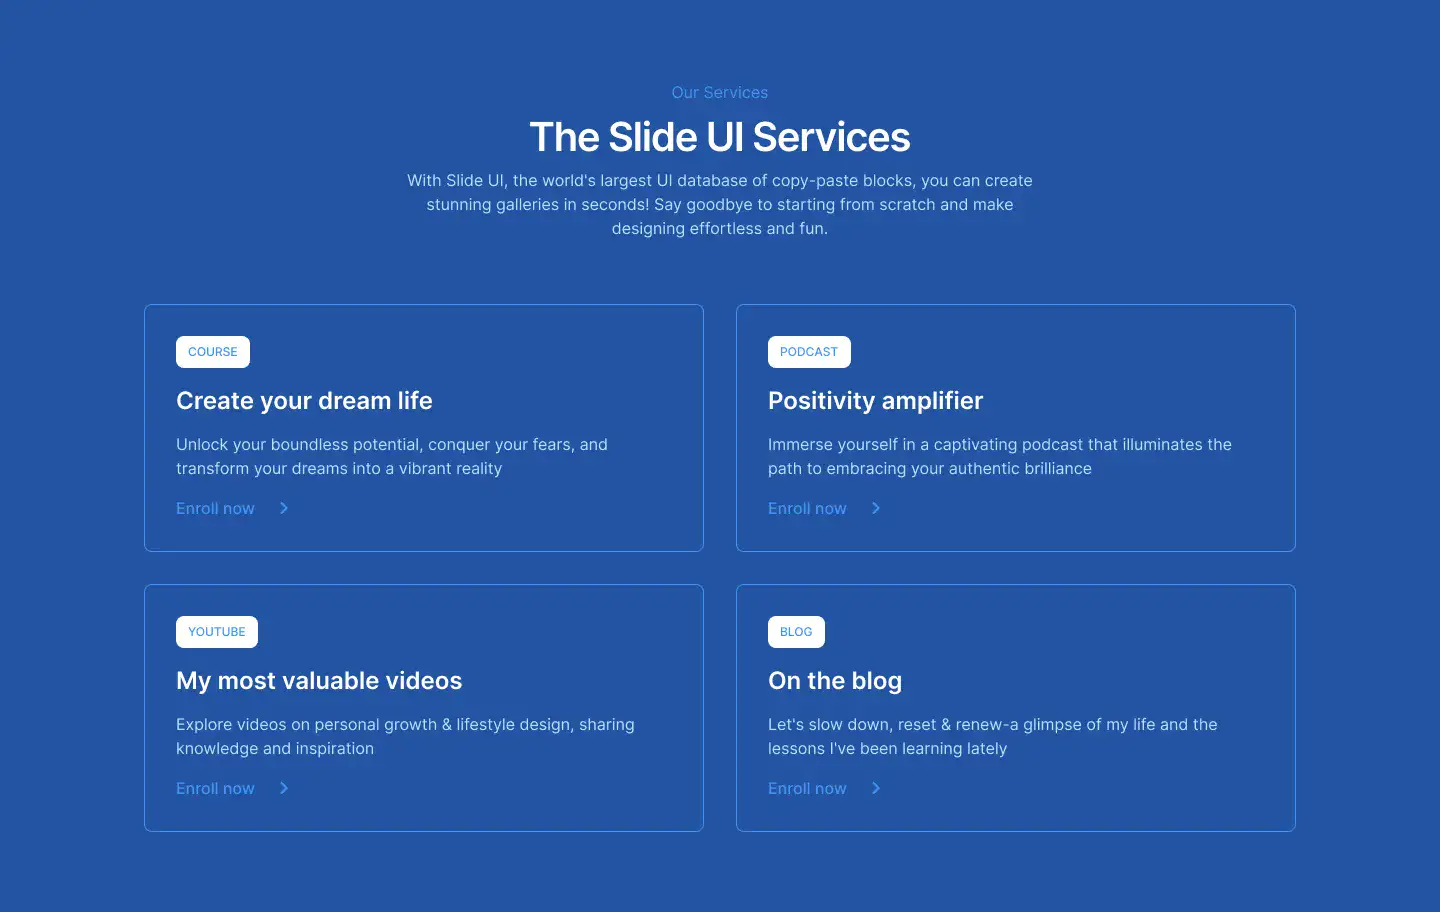 Our Services
The Slide UI Services
With Slide UI, the world's largest UI database of copy-paste blocks, you can create
stunning galleries in seconds! Say goodbye to starting from scratch and make
designing effortless and fun.
COURSE
Create your dream life
Unlock your boundless potential, conquer your fears, and
transform your dreams into a vibrant reality
Enroll now
PODCAST
Positivity amplifier
Immerse yourself in a captivating podcast that illuminates the
path to embracing your authentic brilliance
Enroll now
YOUTUBE
My most valuable videos
Explore videos on personal growth & lifestyle design, sharing
knowledge and inspiration
Enroll now
BLOG
On the blog
Let's slow down, reset & renew-a glimpse of my life and the
lessons I've been learning lately
Enroll now